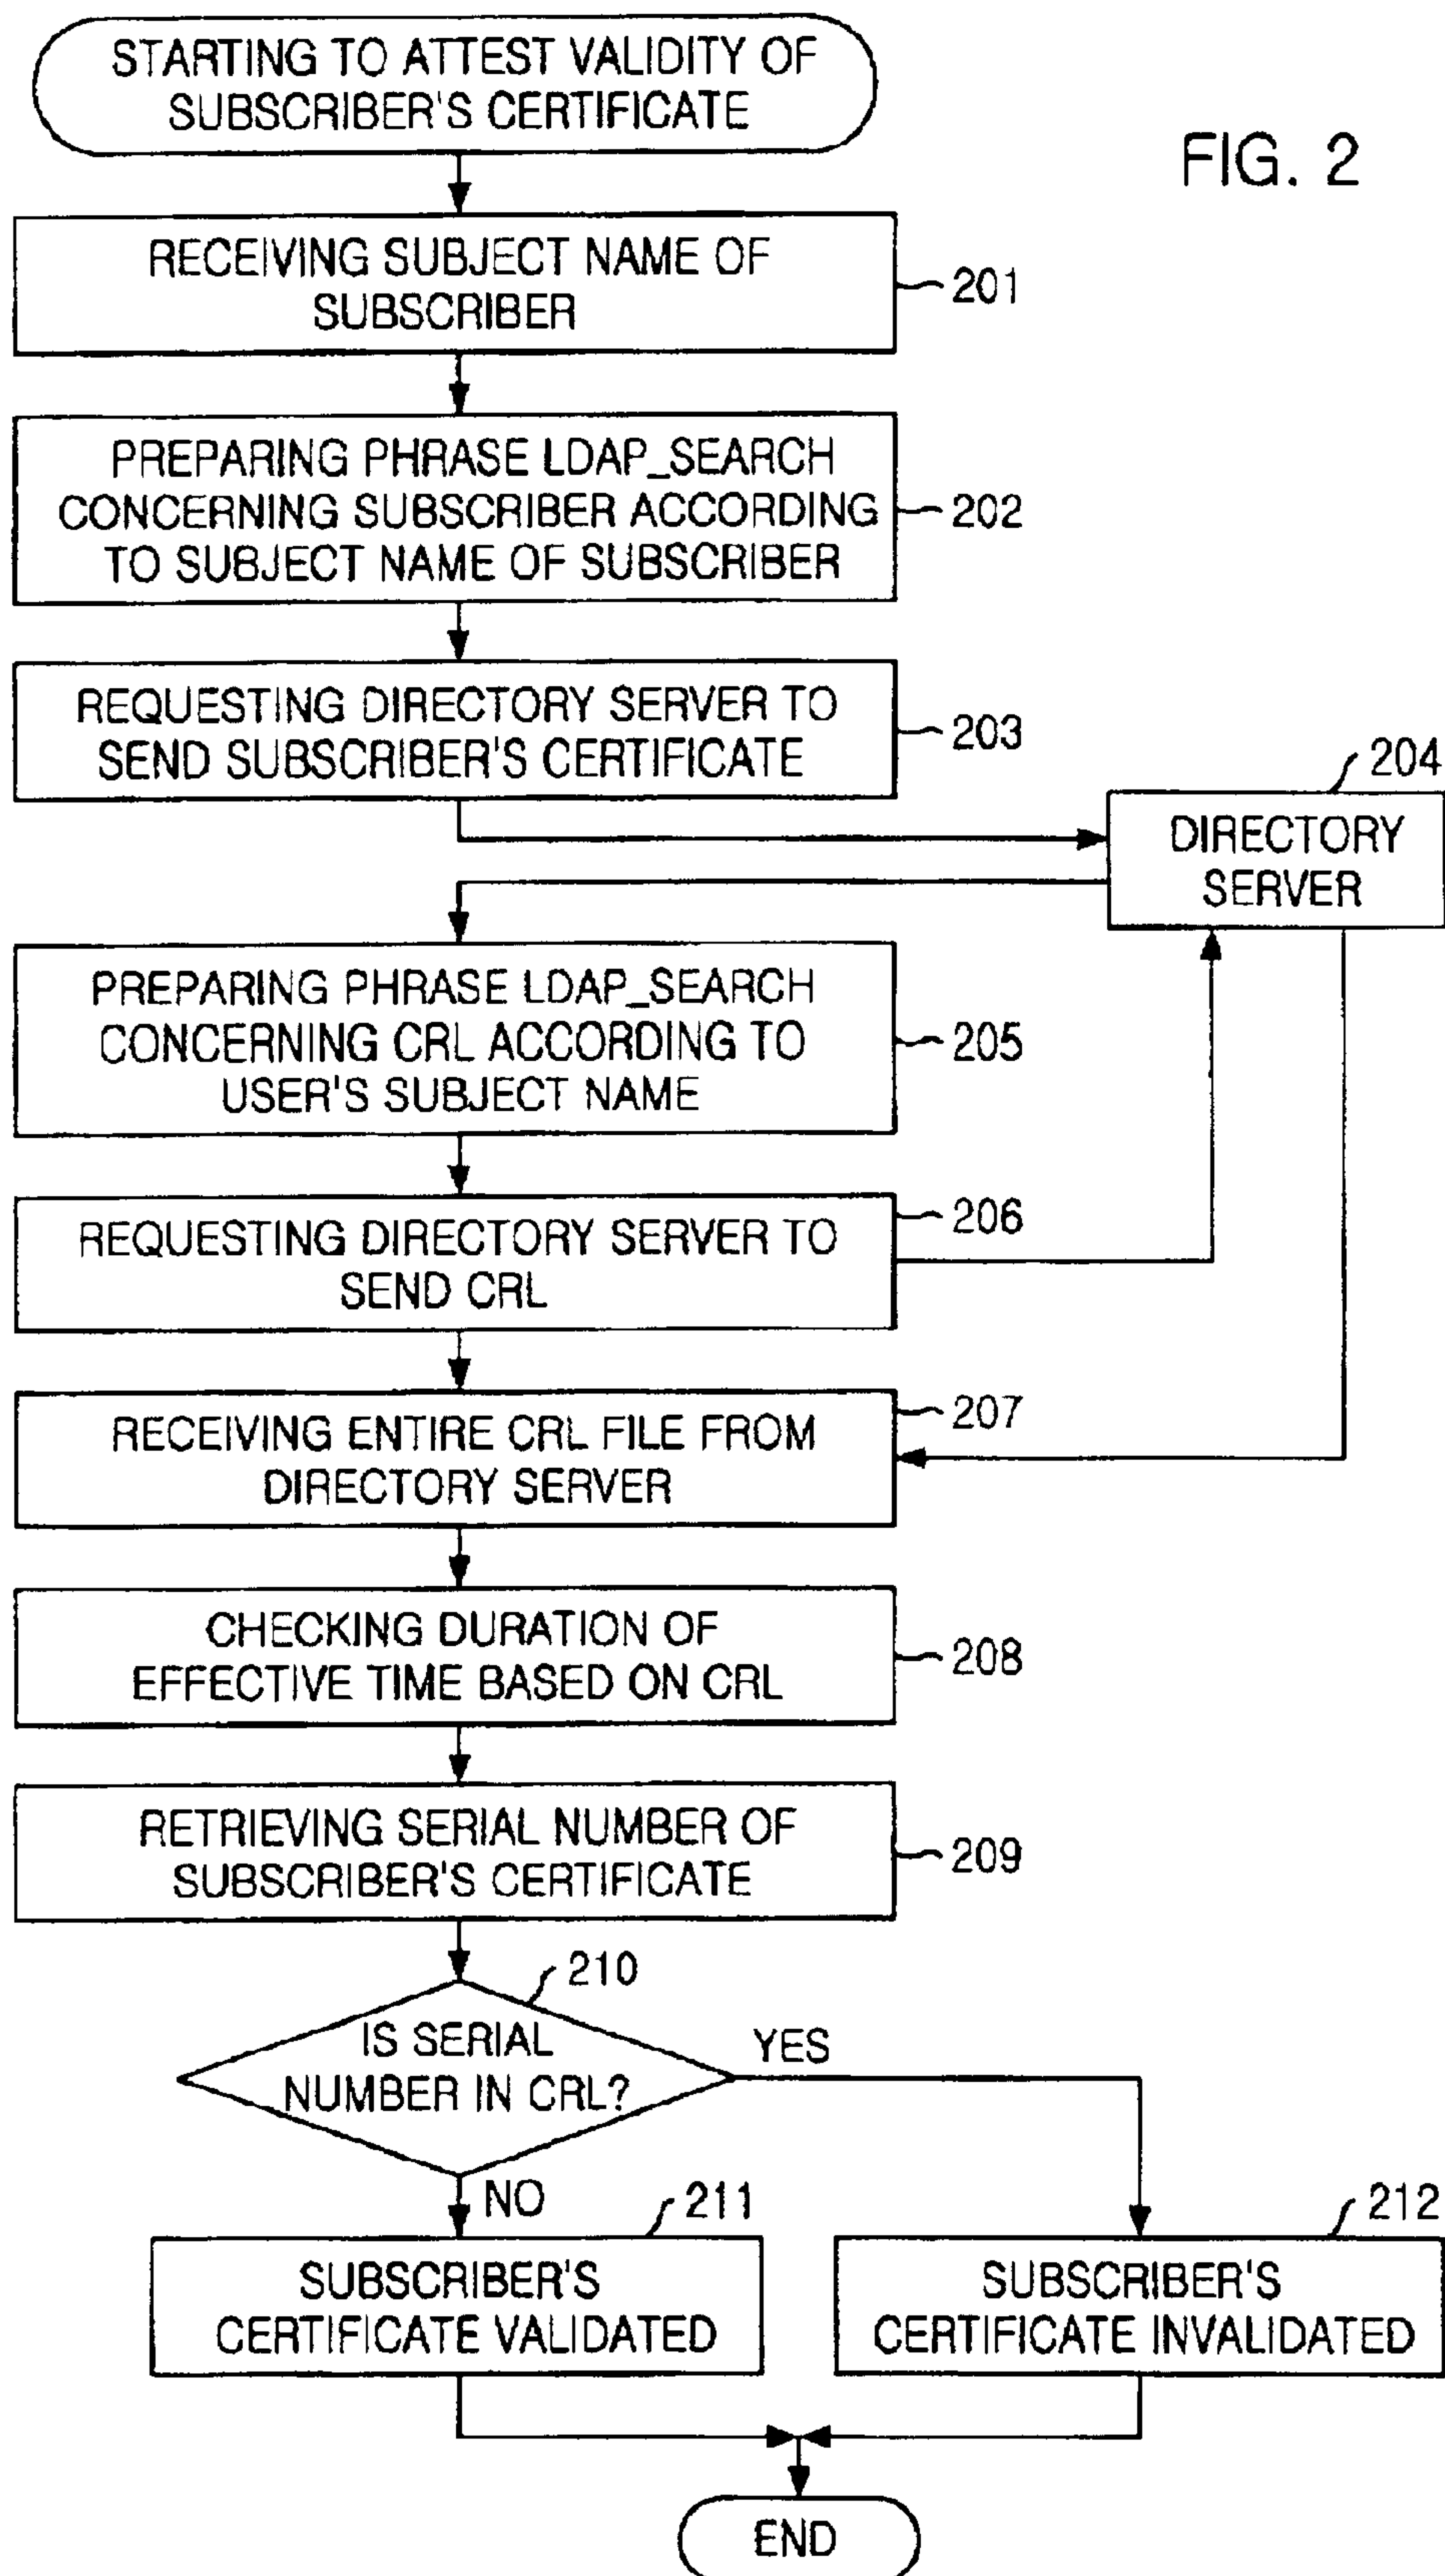 STARTING TO ATTEST VALIDITY OF
SUBSCRIBER'S CERTIFICATE
FIG. 2
RECEIVING SUBJECT NAME OF
SUBSCRIBER
201
PREPARING PHRASE LDAP_SEARCH
CONCERNING SUBSCRIBER ACCORDING
TO SUBJECT NAME OF SUBSCRIBER
202
REQUESTING DIRECTORY SERVER TO
SEND SUBSCRIBER'S CERTIFICATE
203
204
DIRECTORY
SERVER
PREPARING PHRASE LDAP_SEARCH
CONCERNING CRL ACCORDING TO
USER'S SUBJECT NAME
205
REQUESTING DIRECTORY SERVER TO
SEND CRL
206
RECEIVING ENTIRE CRL FILE FROM
DIRECTORY SERVER
207
CHECKING DURATION OF
EFFECTIVE TIME BASED ON CRL
208
RETRIEVING SERIAL NUMBER OF
SUBSCRIBER'S CERTIFICATE
209
210
IS SERIAL
NUMBER IN CRL?
YES
NO
211
SUBSCRIBER'S
CERTIFICATE VALIDATED
212
SUBSCRIBER'S
CERTIFICATE INVALIDATED
END